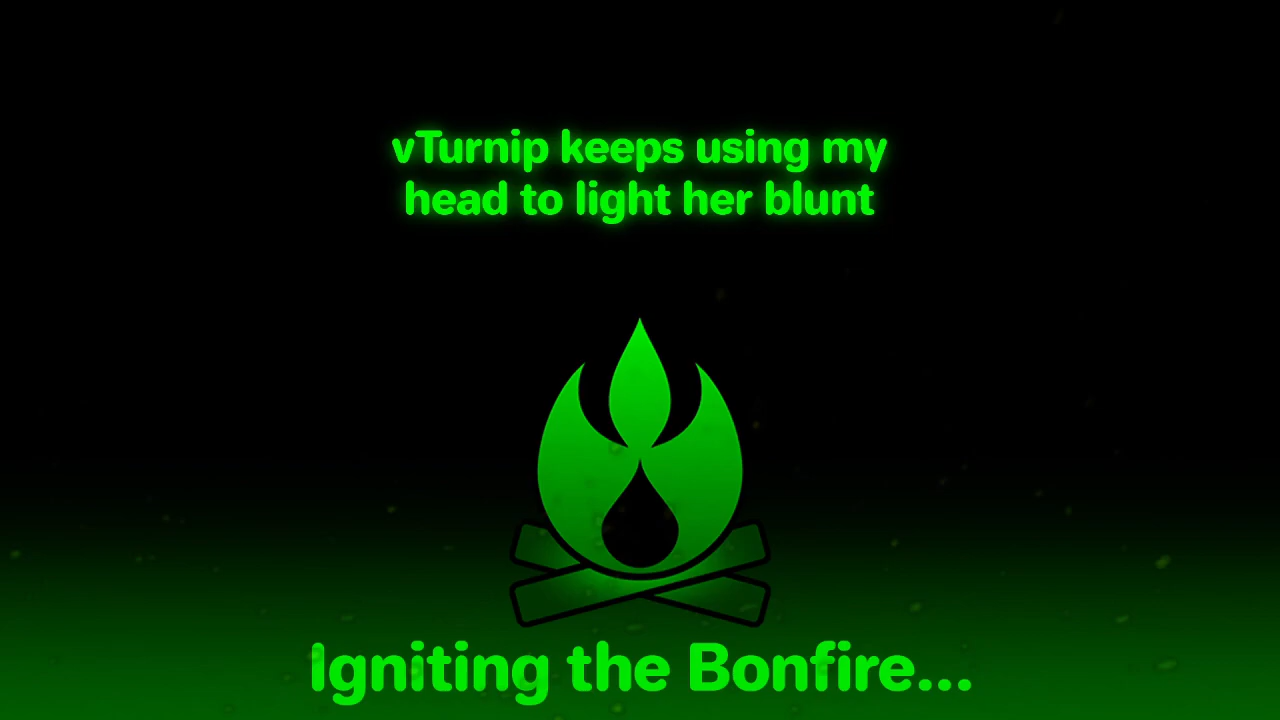 vTurnip keeps using my
head to light her blunt
Igniting the Bonfire...